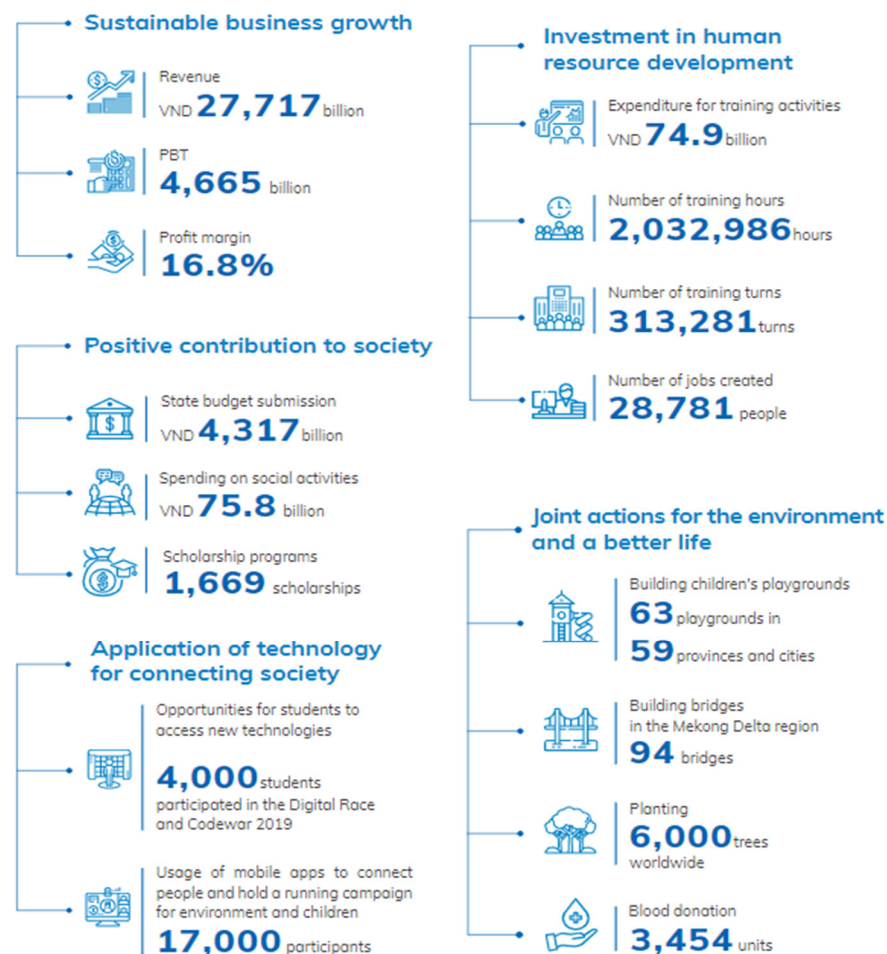 Sustainable business growth
Revenue
VND 27,717 billion
PBT
4,665 billion
Profit margin
16.8%
Positive contribution to society
State budget submission
VND 4,317 billion
Spending on social activities
VND 75.8 billion
Scholarship programs
1,669 scholarships
Application of technology
for connecting society
Opportunities for students to
access new technologies
4,000 students
participated in the Digital Race
and Codewar 2019
Usage of mobile apps to connect
people and hold a running campaign
for environment and children
17,000 participants
Investment in human
resource development
Expenditure for training activities
VND 74.9 billion
Number of training hours
2,032,986 hours
Number of training turns
313,281 turns
Number of jobs created
28,781 people
Joint actions for the environment
and a better life
Building children's playgrounds
63 playgrounds in
59 provinces and cities
Building bridges
in the Mekong Delta region
94 bridges
Planting
6,000 trees
worldwide
Blood donation
3,454 units